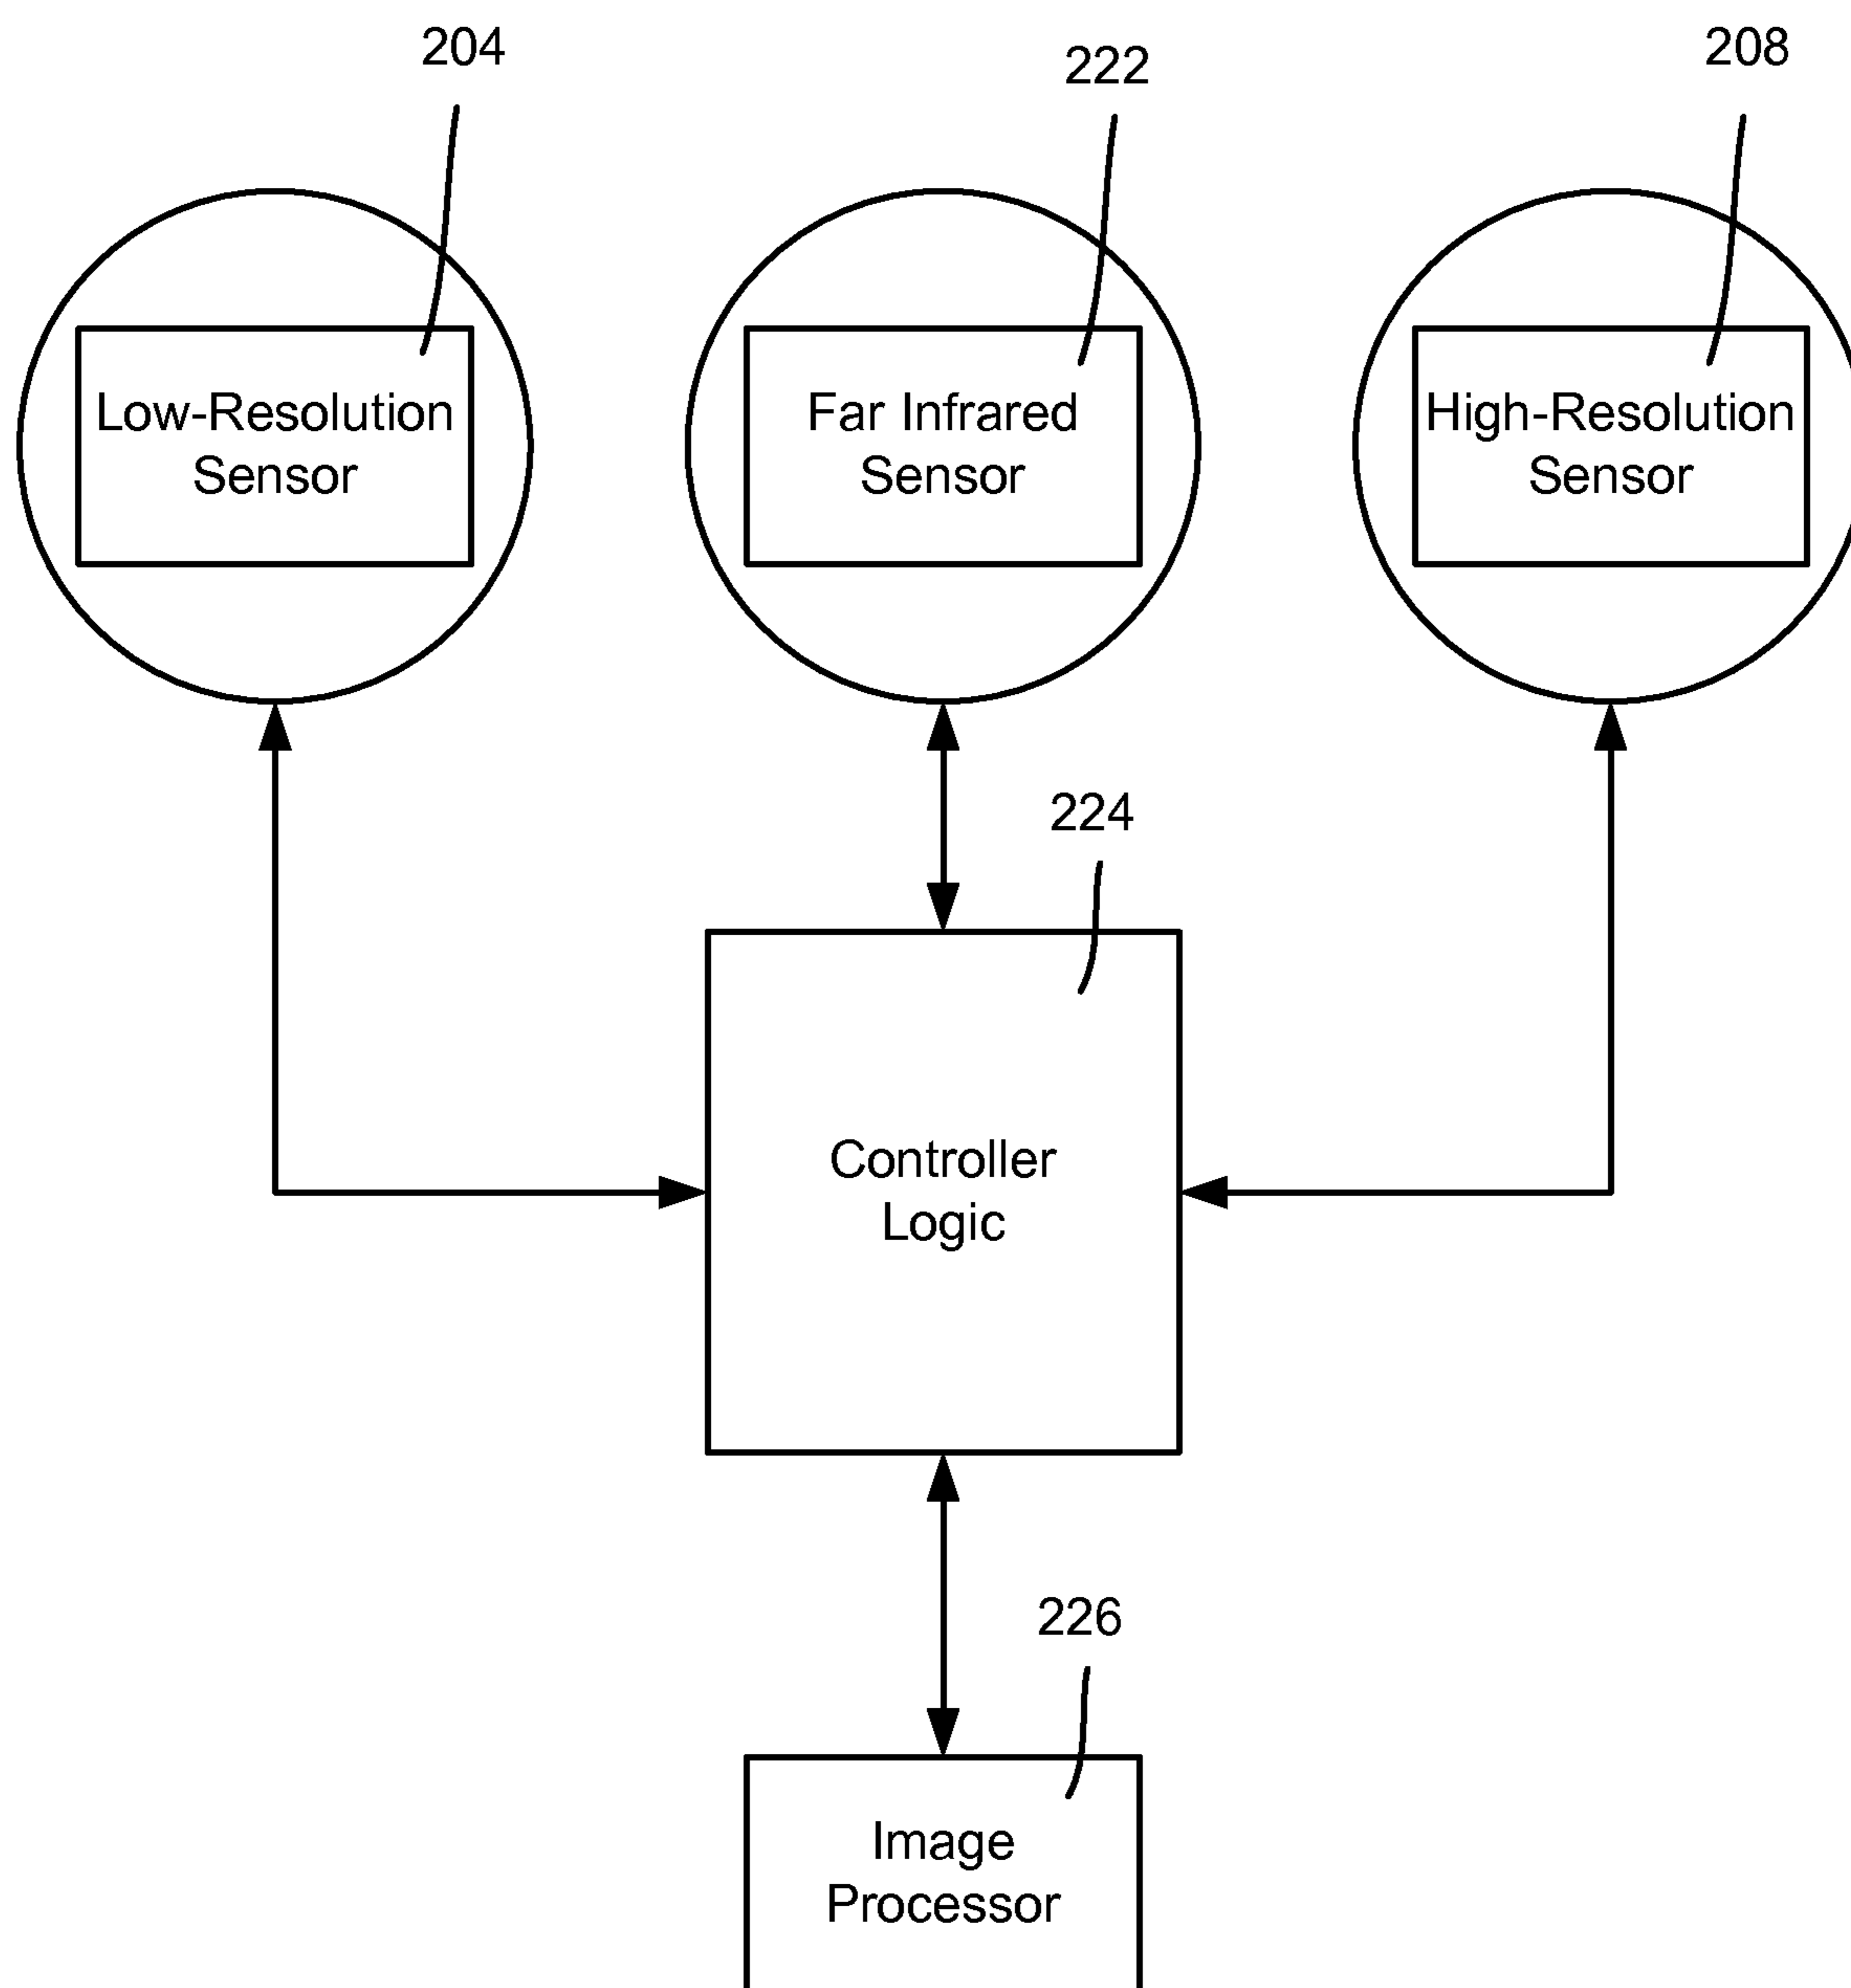 204
222
208
Low-Resolution
Sensor
Far Infrared
Sensor
High-Resolution
Sensor
224
Controller
Logic
226
Image
Processor